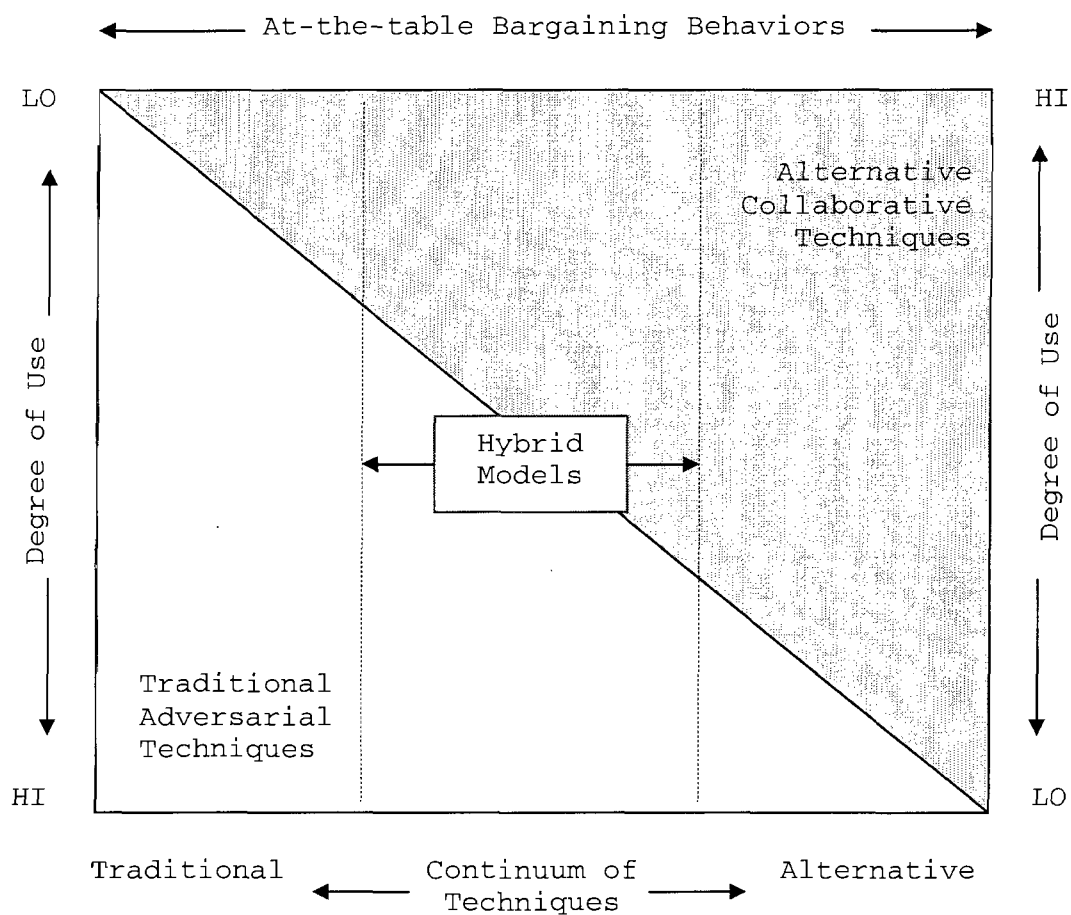 At-the-table Bargaining Behaviors
LO
HI
Alternative
Collaborative
Techniques
Degree of Use
Degree of Use
Hybrid
Models
Traditional
Adversarial
Techniques
HI
LO
Traditional
Continuum of
Techniques
Alternative